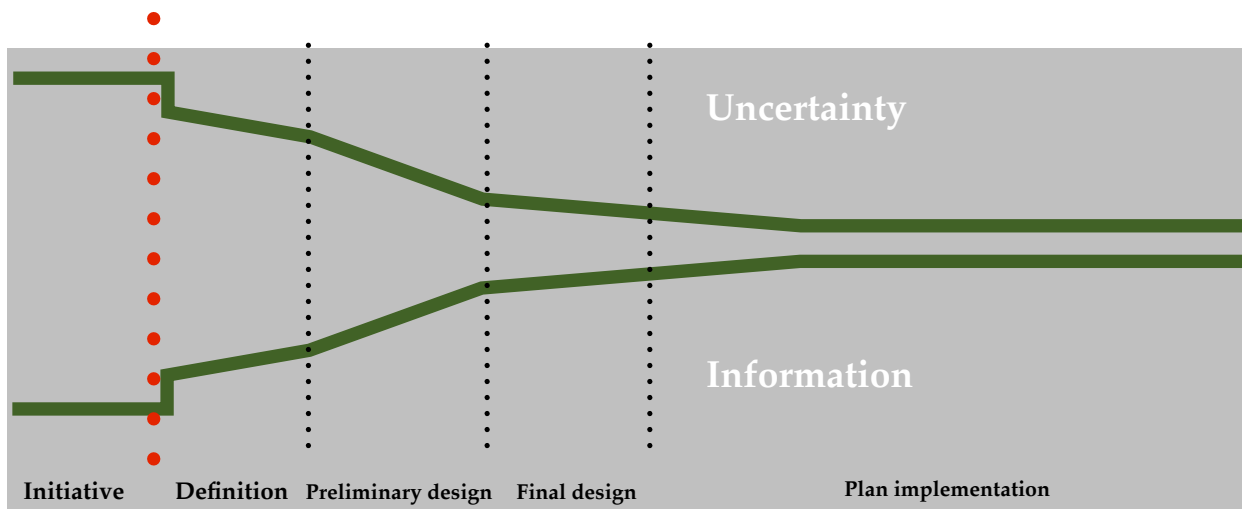 Uncertainty
Information
Initiative
Definition
Preliminary design
Final design
Plan implementation